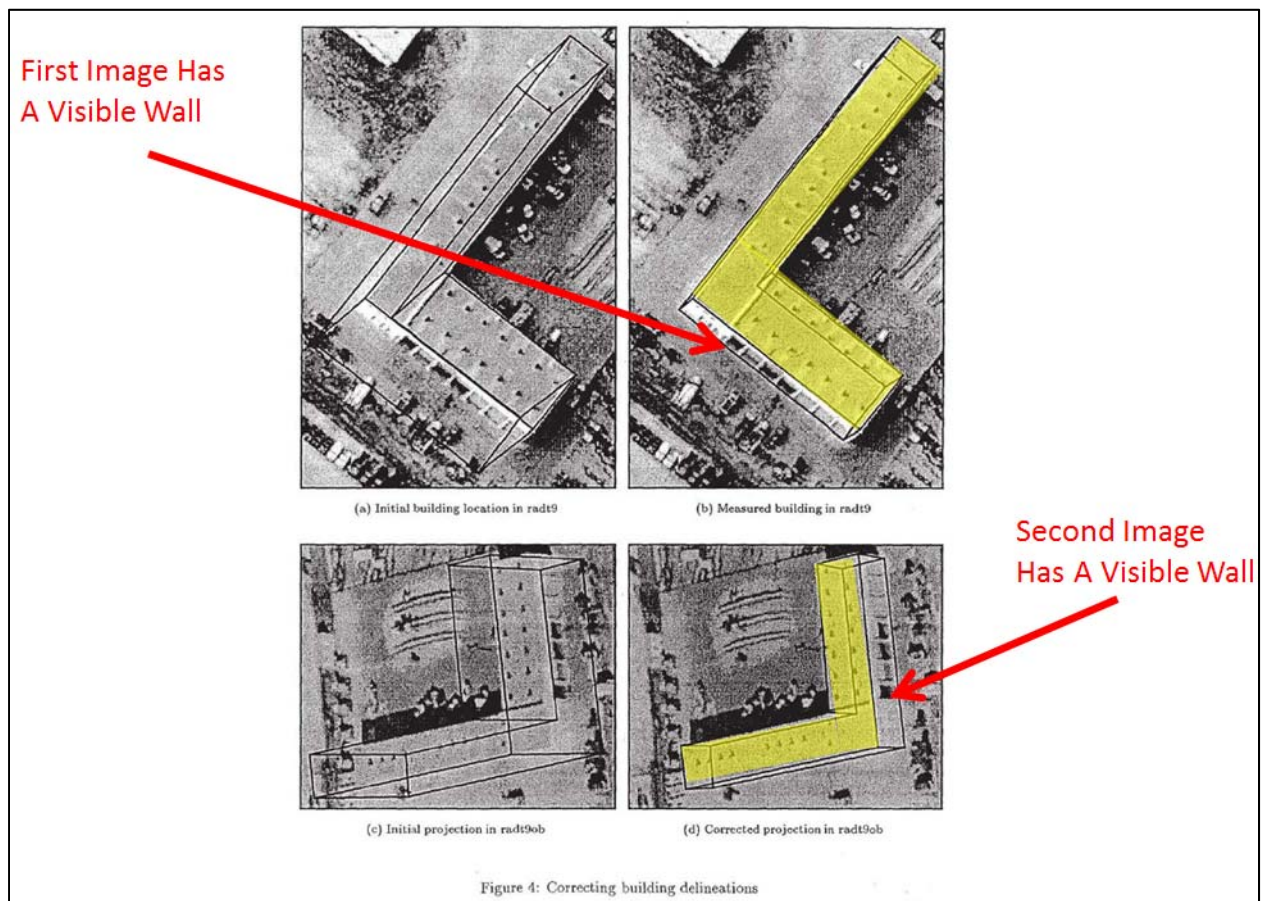 First Image Has
A Visible Wall
(a) Initial building location in radt9
(b) Measured building in radt9
Second Image
Has A Visible Wall
(c) Initial projection in radt9ob
(d) Corrected projection in radt9ob
Figure 4: Correcting building delineations